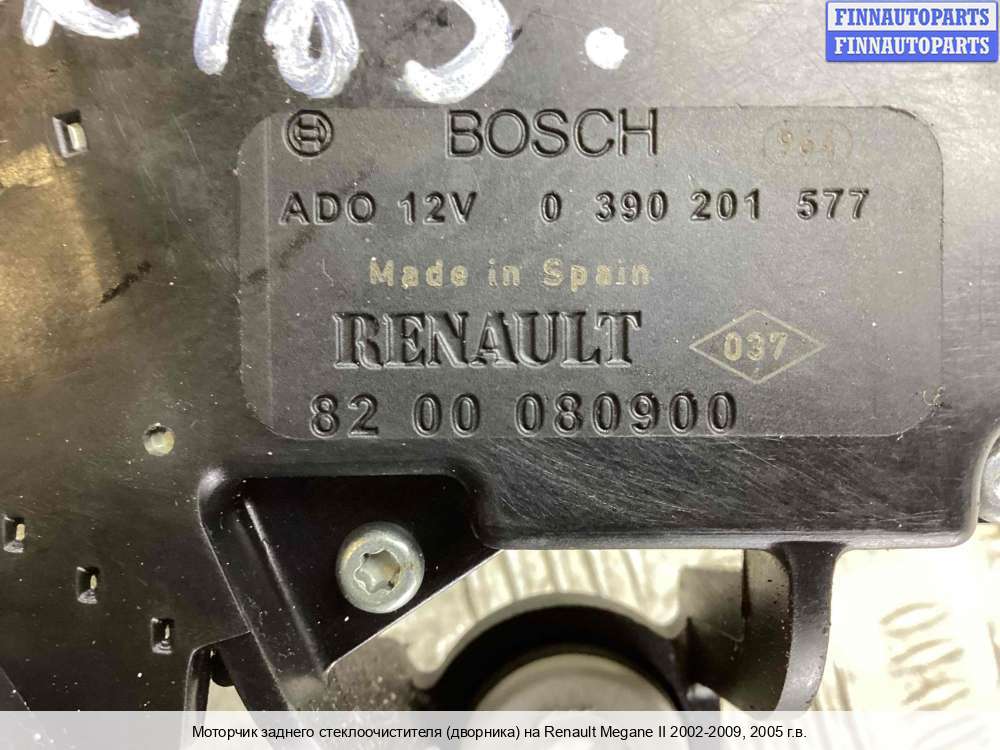 FINNAUTOPARTS
FINNAUTOPARTS
BOSCH 964
ADO 12V 0 390 201 577
Made in Spain
RENAULT 037
82 00 080900
Моторчик заднего стеклоочистителя (дворника) на Renault Megane II 2002-2009, 2005 г.в.